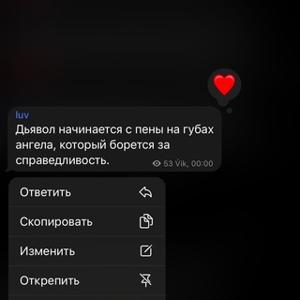 luv
Дьявол начинается с пены на губах
ангела, который борется за
справедливость.
53 Vik, 00:00
Ответить
Скопировать
Изменить
Открепить